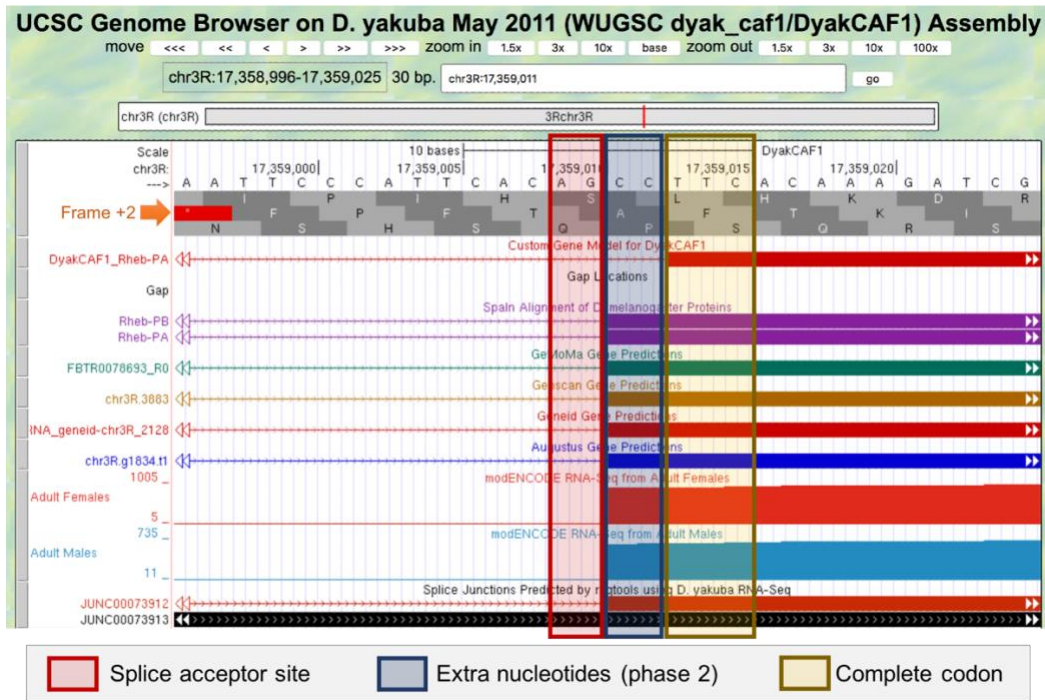 UCSC Genome Browser on D. yakuba May 2011 (WUGSC dyak_caf1/DyakCAF1) Assembly
move <<< << < > >> >>> zoom in 1.5x 3x 10x base zoom out 1.5x 3x 10x 100x
chr3R:17,358,996-17,359,025 30 bp. chr3R:17,359,011 go
chr3R (chr3R) 3Rchr3R
Scale 10 bases DyakCAF1
chr3R: 17,359,000 17,359,005 17,359,010 17,359,015 17,359,020
---> A A T T C C C A T T C A C A G C C T T C A C A A A G A T C G
I P I H S L H K D R
Frame +2 * F P F T A F T K I
N S H S Q P S Q R S
Custom Gene Model for DyakCAF1
DyakCAF1_Rheb-PA
Gap Locations
Gap
Spaln Alignment of D. melanogaster Proteins
Rheb-PB
Rheb-PA
GeMoMa Gene Predictions
FBTR0078693_R0
Genscan Gene Predictions
chr3R.3883
Geneid Gene Predictions
NA_geneid-chr3R_2128
Augustus Gene Predictions
chr3R.g1834.t1
1005 _ modENCODE RNA-Seq from Adult Females
Adult Females
5 _
735 _ modENCODE RNA-Seq from Adult Males
Adult Males
11 _
Splice Junctions Predicted by regtools using D. yakuba RNA-Seq
JUNC00073912
JUNC00073913
Splice acceptor site Extra nucleotides (phase 2) Complete codon